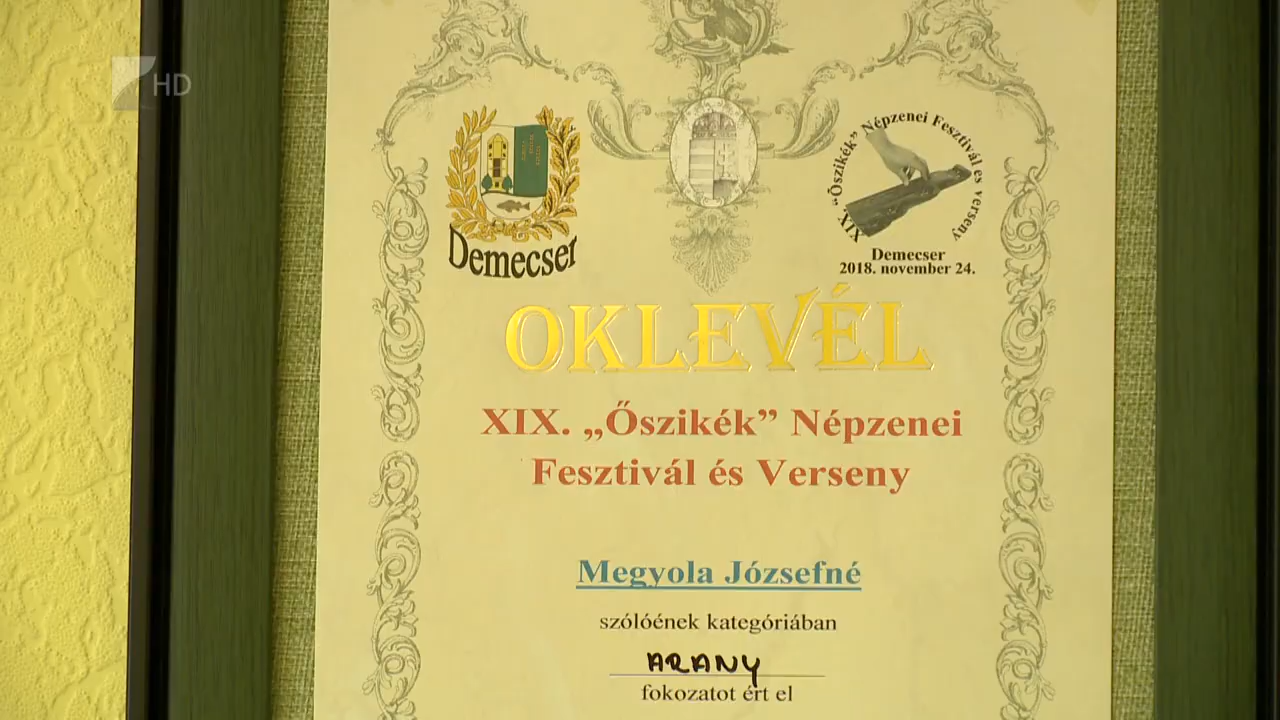 HD
Demecser
XIX. "Őszikék” Népzenei Fesztivál és verseny
Demecser
2018. november 24.
OKLEVÉL
XIX. „Őszikék” Népzenei
Fesztivál és Verseny
Megyola Józsefné
szólóének kategóriában
ARANY
fokozatot ért el